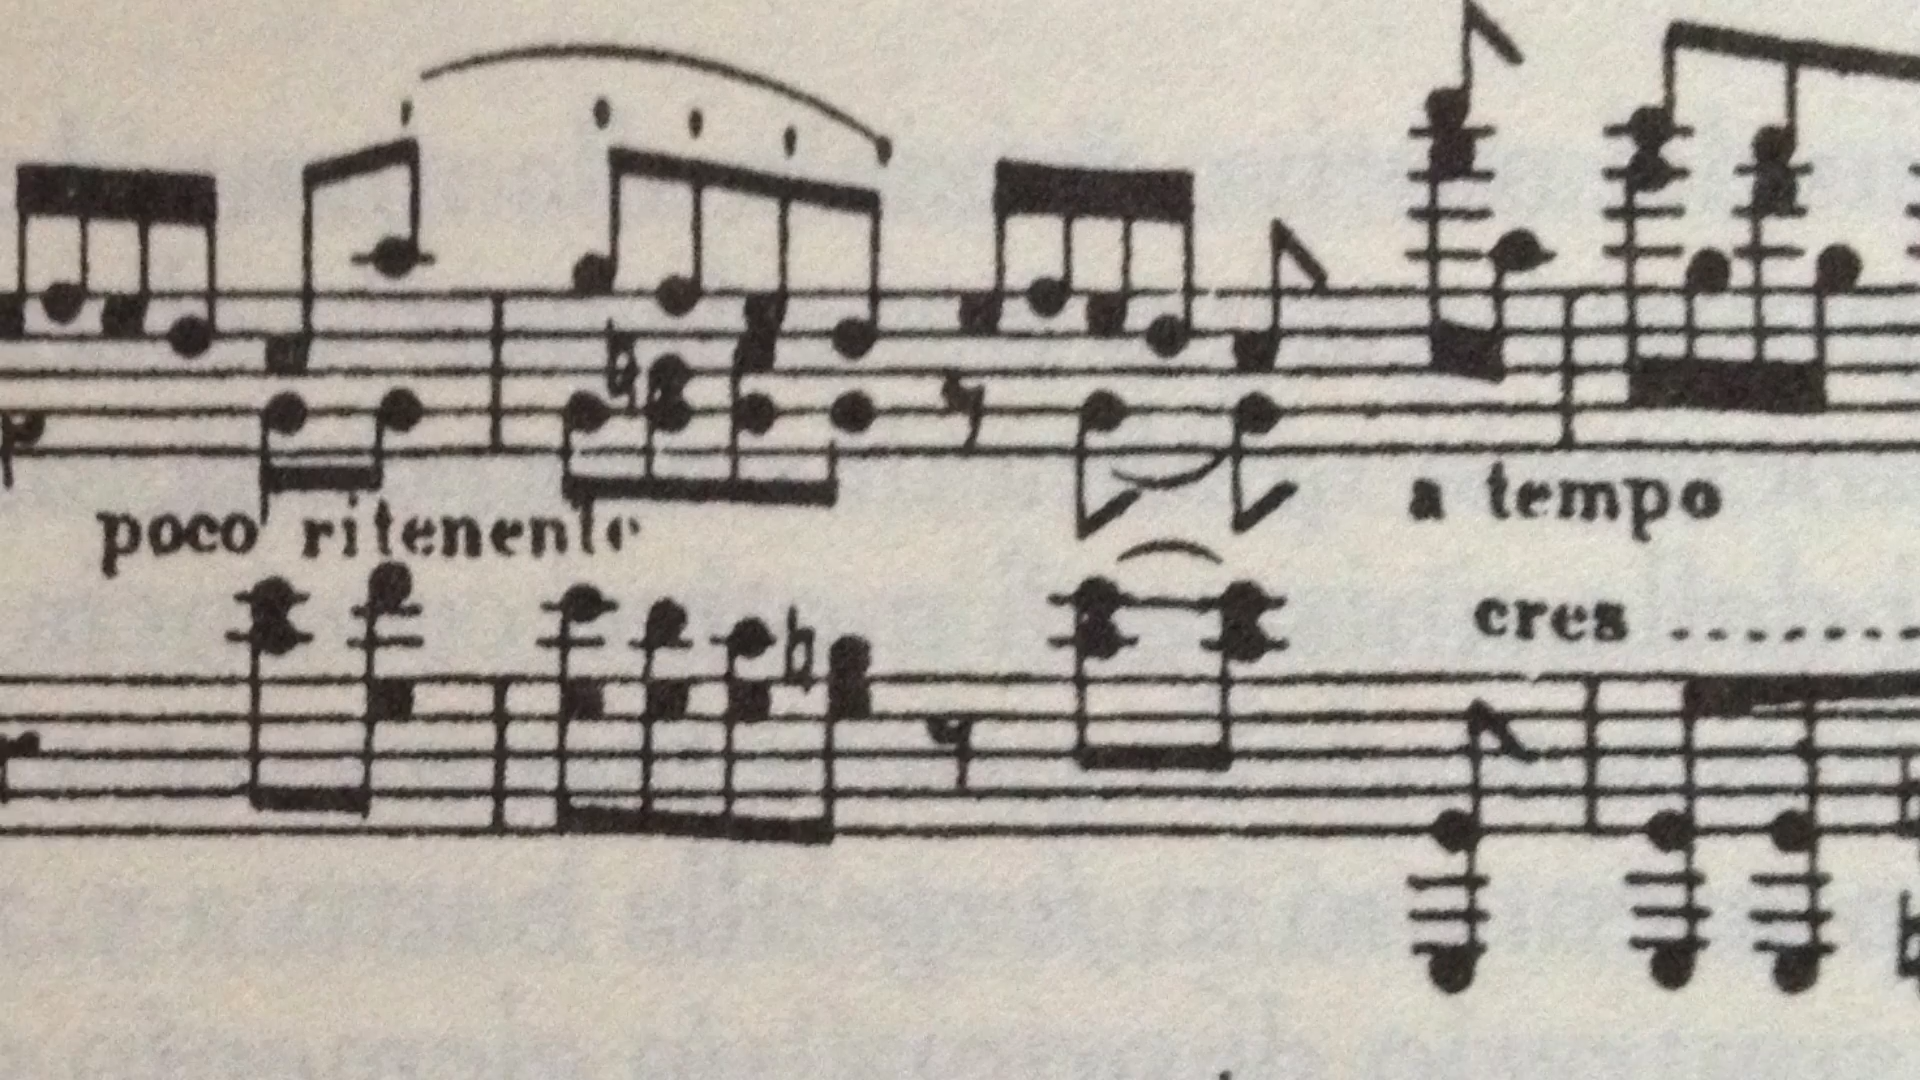 poco ritenente
a tempo
cres ........